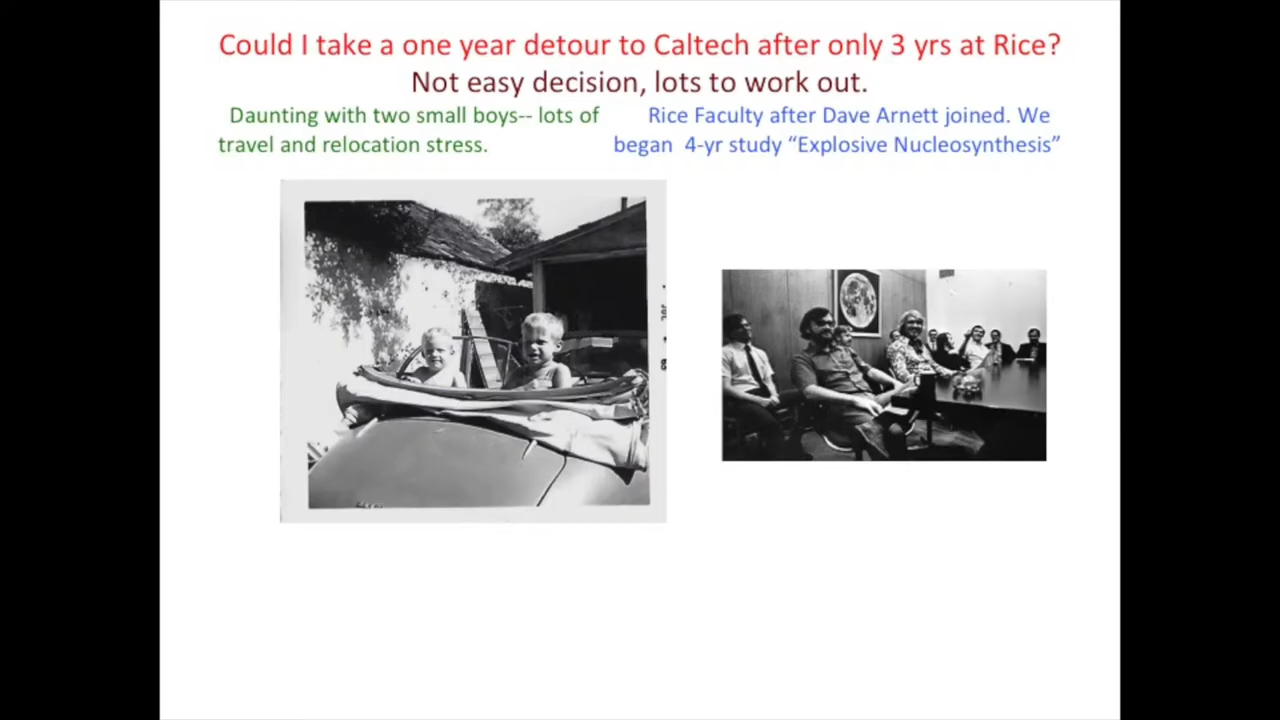 Could I take a one year detour to Caltech after only 3 yrs at Rice?
Not easy decision, lots to work out.
Daunting with two small boys-- lots of
travel and relocation stress.
Rice Faculty after Dave Arnett joined. We
began 4-yr study “Explosive Nucleosynthesis”